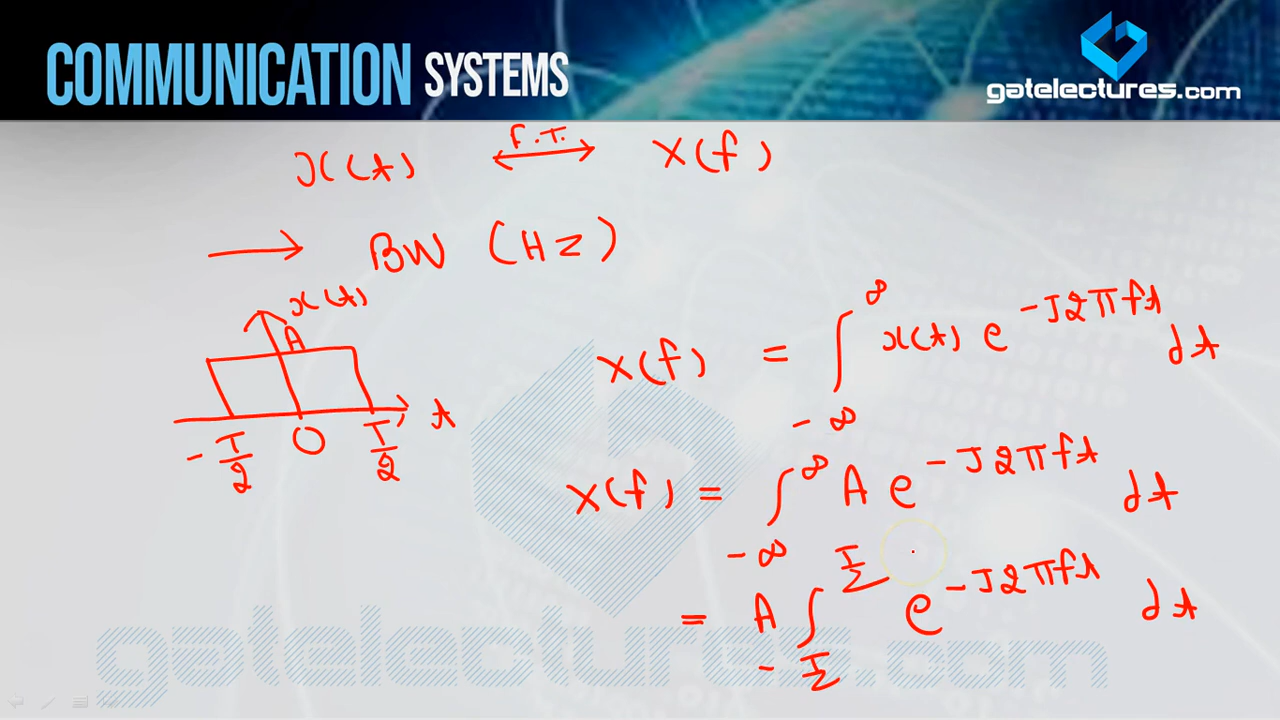 COMMUNICATION SYSTEMS
gatelectures.com
x(t) F.T. ↔ X(f)
→ BW (Hz)
x(t)
A
-T/2 0 T/2 t
X(f) = ∫_{-∞}^{∞} x(t) e^{-J2πft} dt
X(f) = ∫_{-∞}^{∞} A e^{-J2πft} dt
= A ∫_{-T/2}^{T/2} e^{-J2πft} dt
gatelectures.com